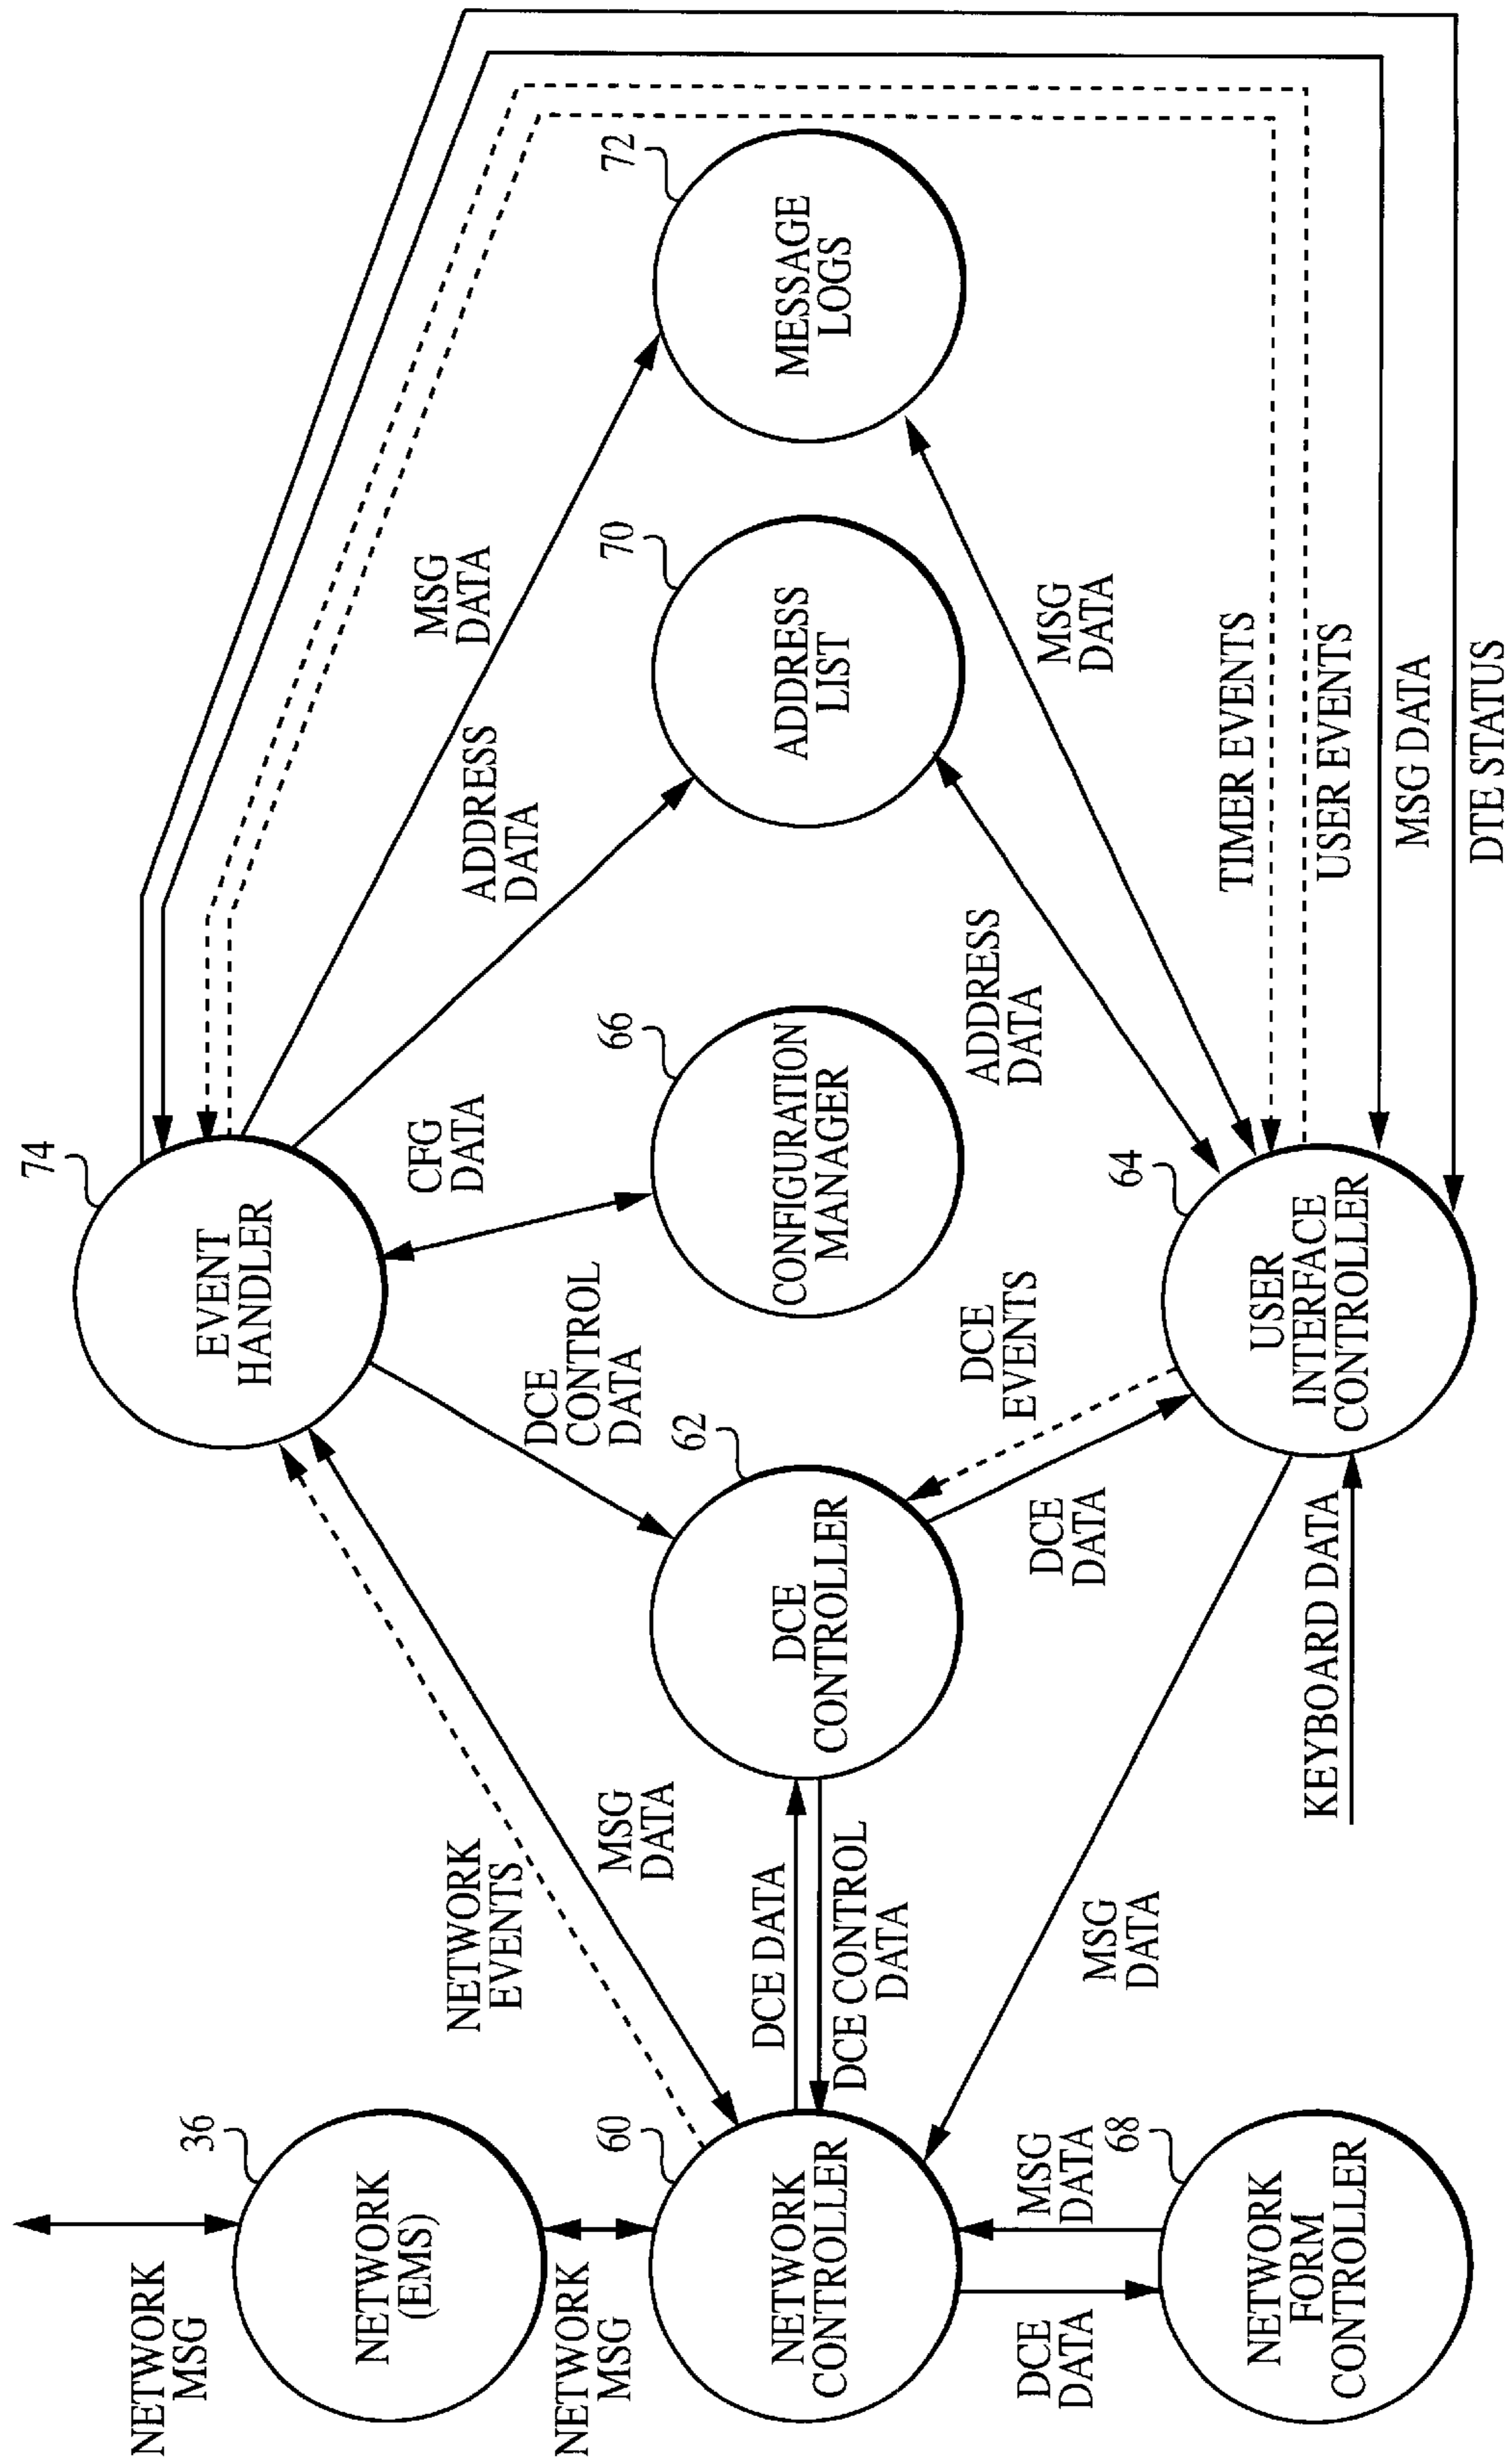 NETWORK
MSG
36
NETWORK
(EMS)
NETWORK
MSG
60
NETWORK
CONTROLLER
MSG
DATA
DCE
DATA
68
NETWORK
FORM
CONTROLLER
NETWORK
EVENTS
MSG
DATA
DCE DATA
DCE CONTROL
DATA
MSG
DATA
KEYBOARD DATA
74
EVENT
HANDLER
DCE
CONTROL
DATA
62
DCE
CONTROLLER
DCE
EVENTS
DCE
DATA
64
USER
INTERFACE
CONTROLLER
CFG
DATA
66
CONFIGURATION
MANAGER
ADDRESS
DATA
ADDRESS
DATA
70
ADDRESS
LIST
MSG
DATA
MSG
DATA
72
MESSAGE
LOGS
TIMER EVENTS
USER EVENTS
MSG DATA
DTE STATUS